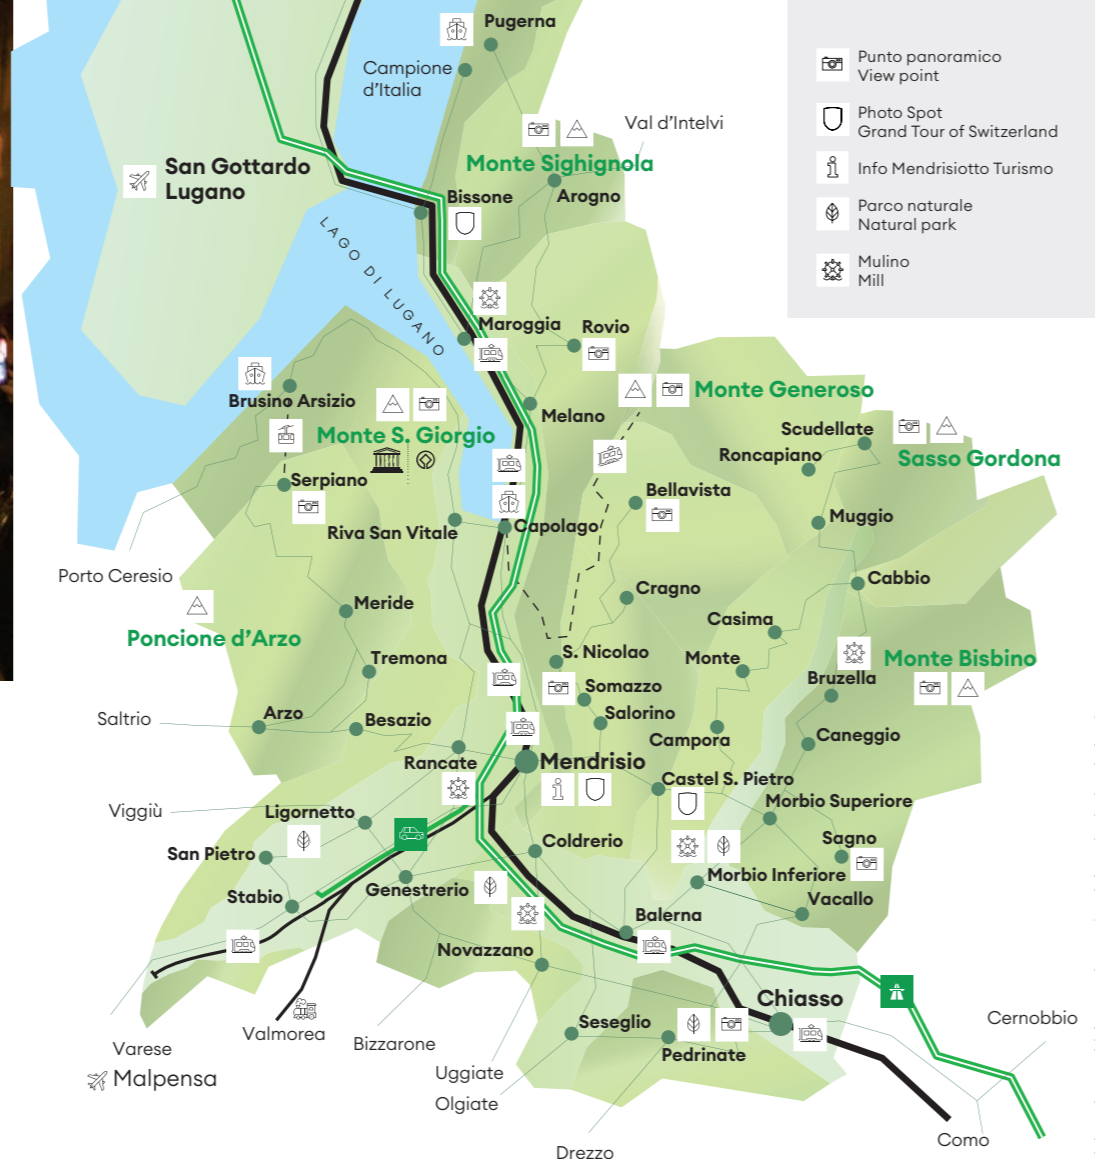 Pugerna
Campione
d’Italia
Val d’Intelvi
Monte Sighignola
San Gottardo
Lugano
Bissone
Arogno
LAGO DI LUGANO
Maroggia
Rovio
Brusino Arsizio
Monte Generoso
Melano
Monte S. Giorgio
Scudellate
Roncapiano
Sasso Gordona
Serpiano
Bellavista
Riva San Vitale
Capolago
Muggio
Porto Ceresio
Cabbio
Cragno
Meride
Casima
Poncione d’Arzo
Tremona
S. Nicolao
Monte
Monte Bisbino
Bruzella
Somazzo
Saltrio
Arzo
Besazio
Salorino
Campora
Caneggio
Rancate
Mendrisio
Castel S. Pietro
Viggiù
Ligornetto
Morbio Superiore
San Pietro
Coldrerio
Sagno
Stabio
Genestrerio
Morbio Inferiore
Vacallo
Balerna
Novazzano
Chiasso
Valmorea
Seseglio
Cernobbio
Varese
Malpensa
Bizzarone
Pedrinate
Uggiate
Olgiate
Drezzo
Como
Punto panoramico
View point
Photo Spot
Grand Tour of Switzerland
Info Mendrisiotto Turismo
Parco naturale
Natural park
Mulino
Mill